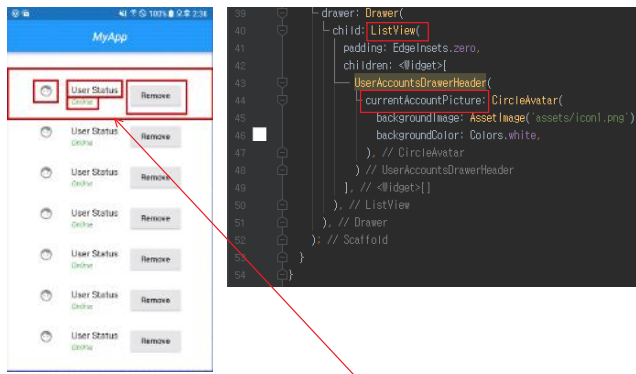 100% 오후 2:38
MyApp
User Status
Online
Remove
User Status
Online
Remove
User Status
Online
Remove
User Status
Online
Remove
User Status
Online
Remove
User Status
Online
Remove
User Status
Online
Remove
39 drawer: Drawer(
40 child: ListView(
41 padding: EdgeInsets.zero,
42 children: <Widget>[
43 UserAccountsDrawerHeader(
44 currentAccountPicture: CircleAvatar(
45 backgroundImage: AssetImage('assets/icon1.png')
46 backgroundColor: Colors.white,
47 ), // CircleAvatar
48 ) // UserAccountsDrawerHeader
49 ], // <Widget>[]
50 ), // ListView
51 ), // Drawer
52 ); // Scaffold
53 }
54 }